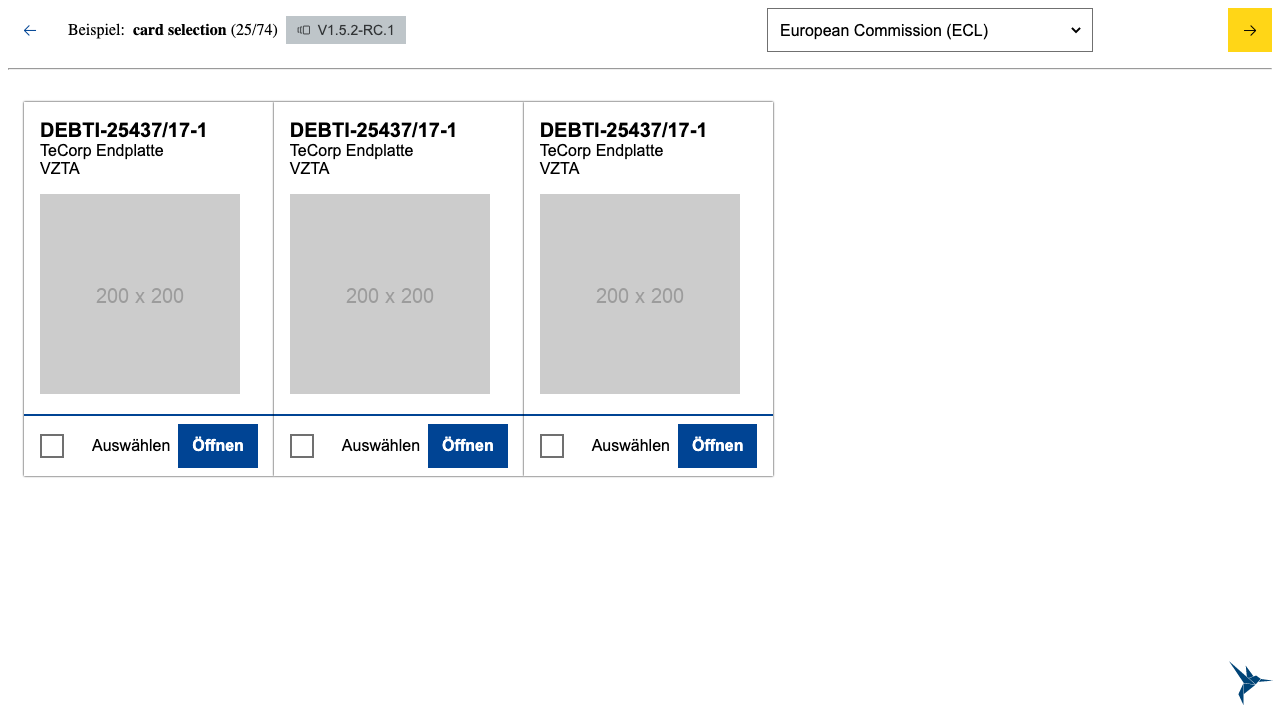 Beispiel: card selection (25/74) V1.5.2-RC.1 European Commission (ECL)
DEBTI-25437/17-1
TeCorp Endplatte
VZTA
200 x 200
Auswählen Öffnen
DEBTI-25437/17-1
TeCorp Endplatte
VZTA
200 x 200
Auswählen Öffnen
DEBTI-25437/17-1
TeCorp Endplatte
VZTA
200 x 200
Auswählen Öffnen